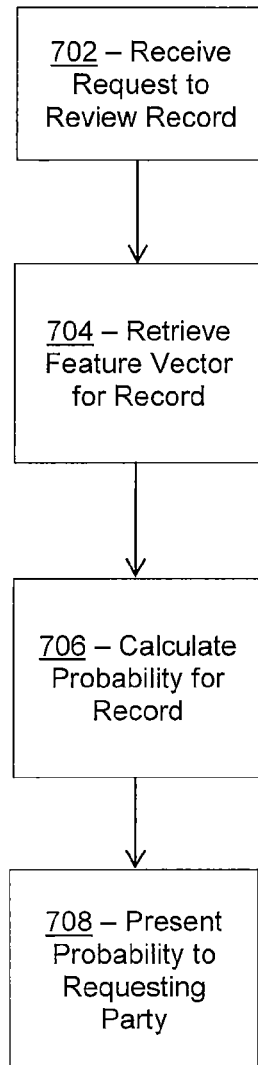 702 – Receive
Request to
Review Record
704 – Retrieve
Feature Vector
for Record
706 – Calculate
Probability for
Record
708 – Present
Probability to
Requesting
Party